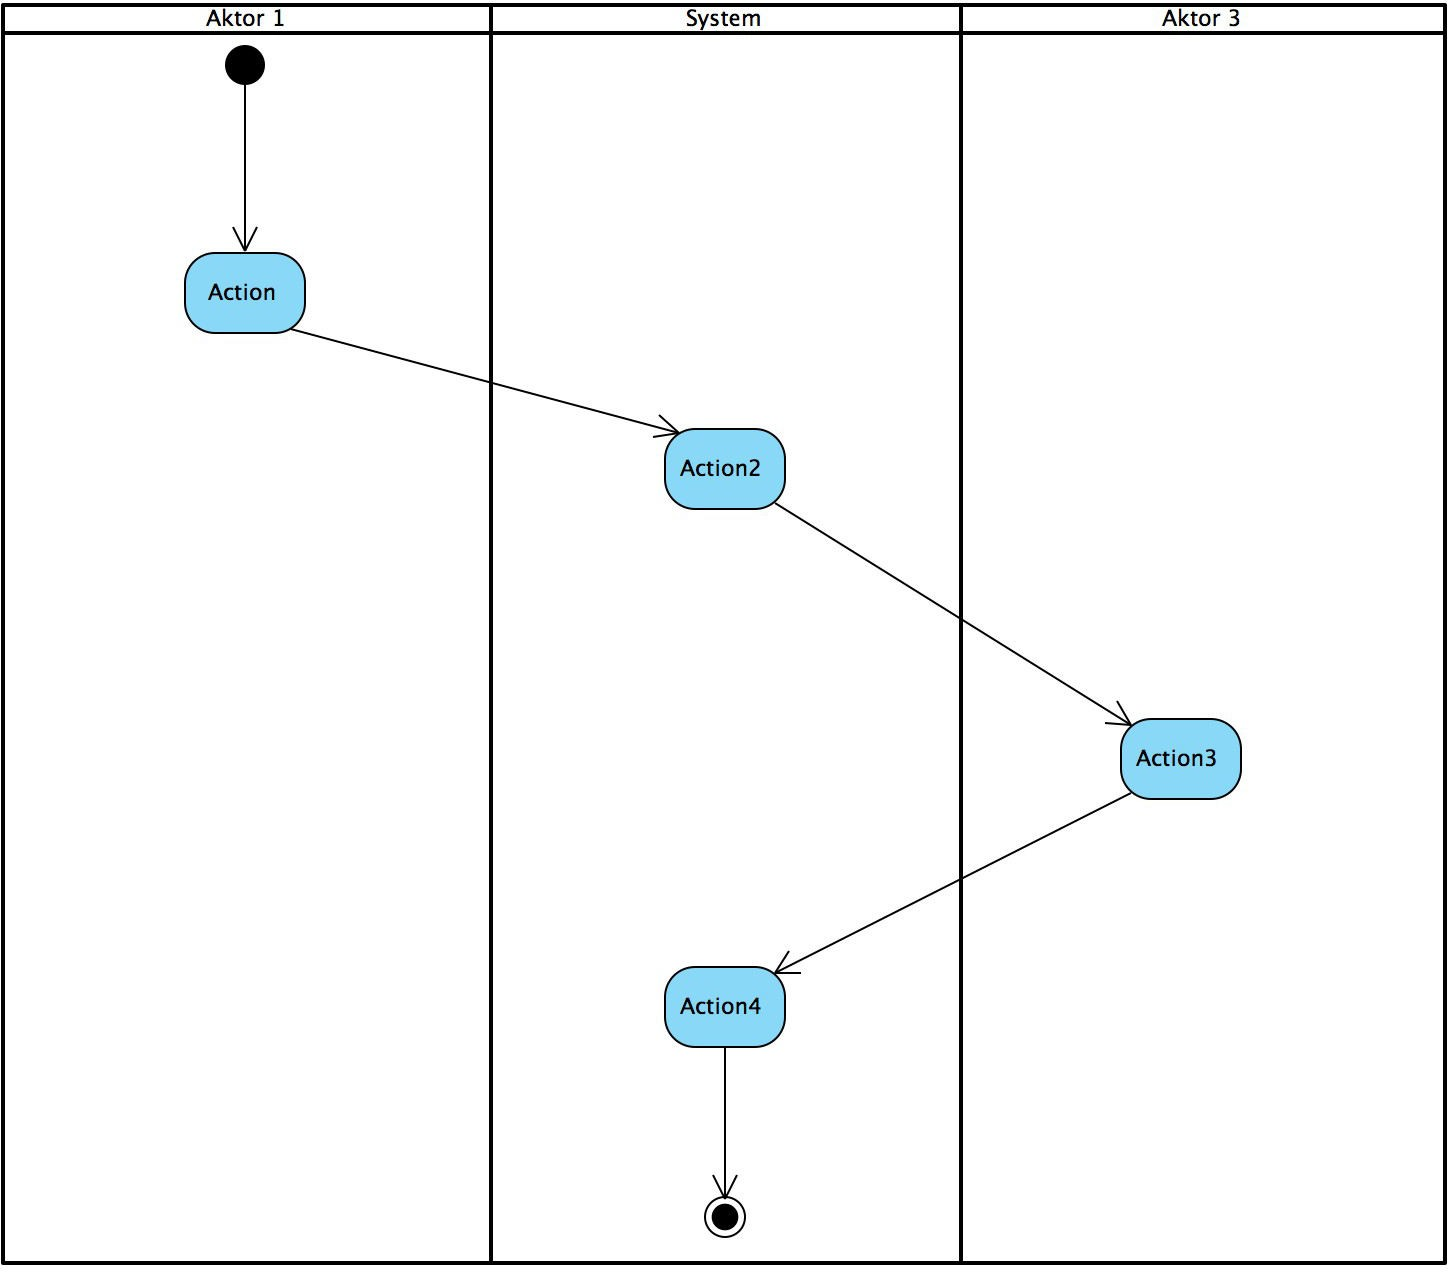 Aktor 1
System
Aktor 3
Action
Action2
Action3
Action4